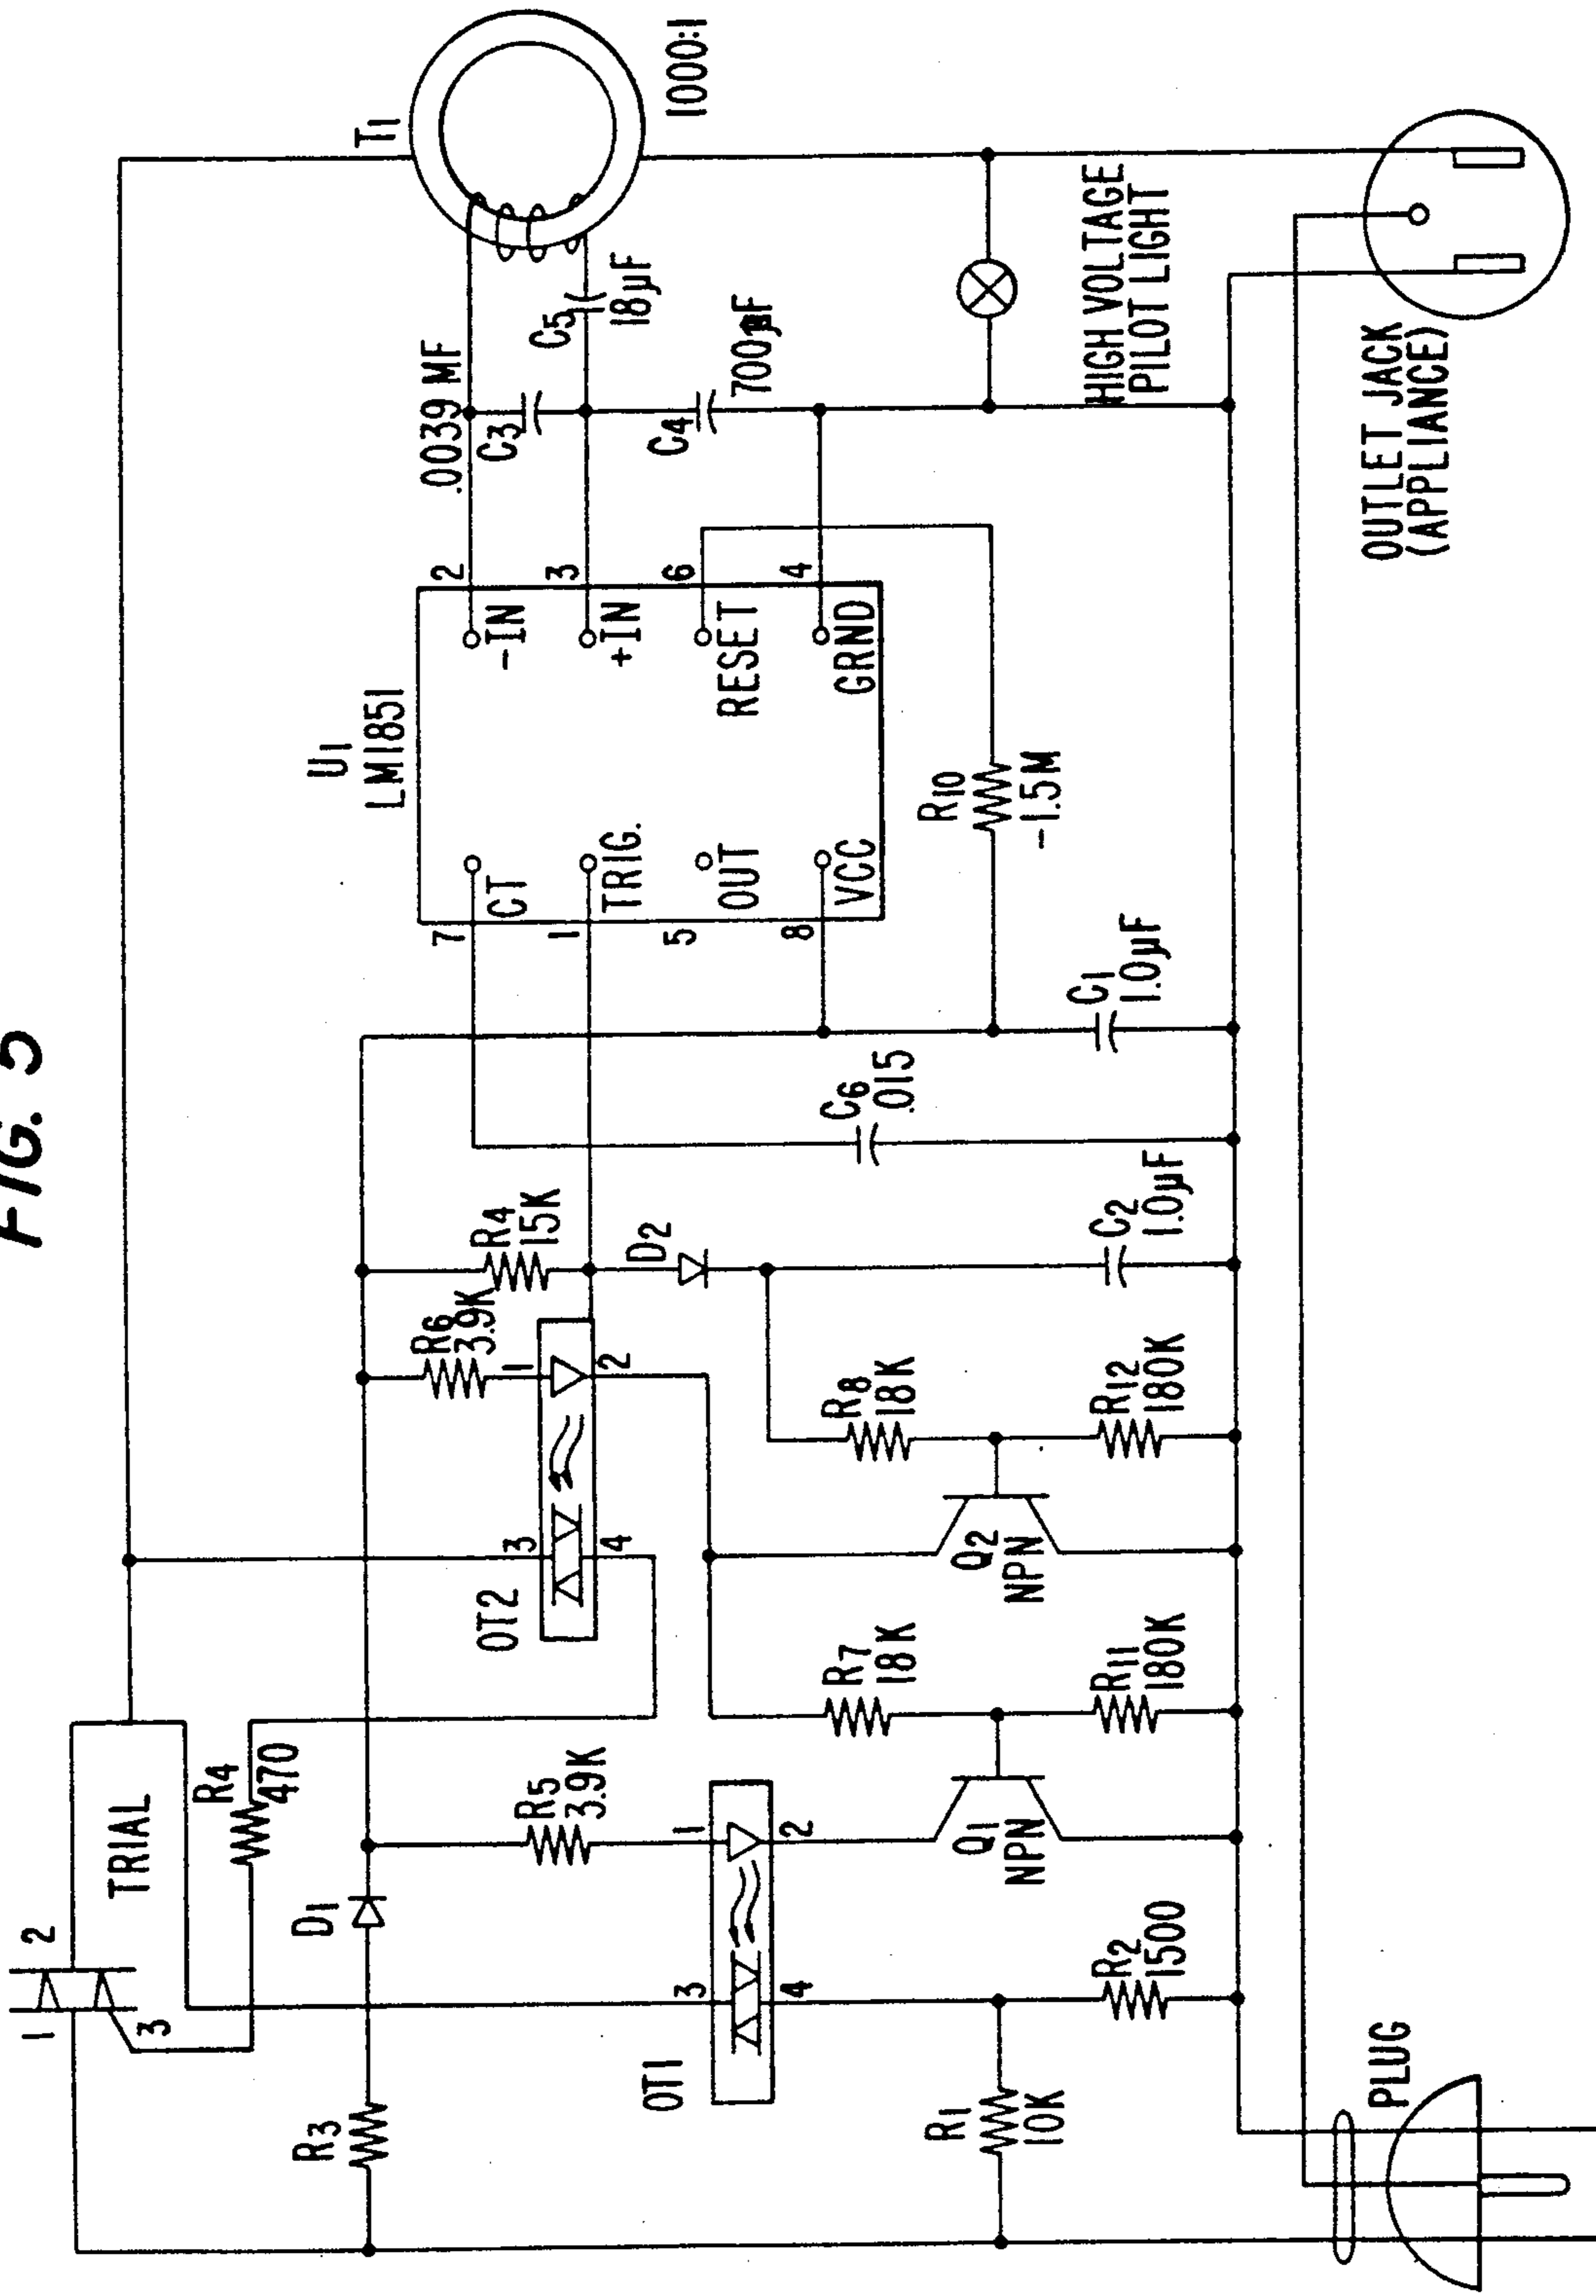 FIG. 5
T1
1000:1
.0039 MF
C3
C5
18µF
C4
HIGH VOLTAGE
PILOT LIGHT
OUTLET JACK
(APPLIANCE)
U1
LM1851
2
-IN
3
+IN
6
RESET
4
GRND
7
CT
1
TRIG.
5
OUT
8
VCC
R10
-1.5M
C1
1.0µF
C6
.015
C2
1.0µF
R4
15K
D2
R6
3.9K
1
2
3
4
OT2
R8
18K
R12
180K
Q2
NPN
R7
18K
R11
180K
TRIAL
1
2
3
R4
470
D1
R5
3.9K
1
2
3
4
OT1
Q1
NPN
R2
1500
R3
R1
10K
PLUG